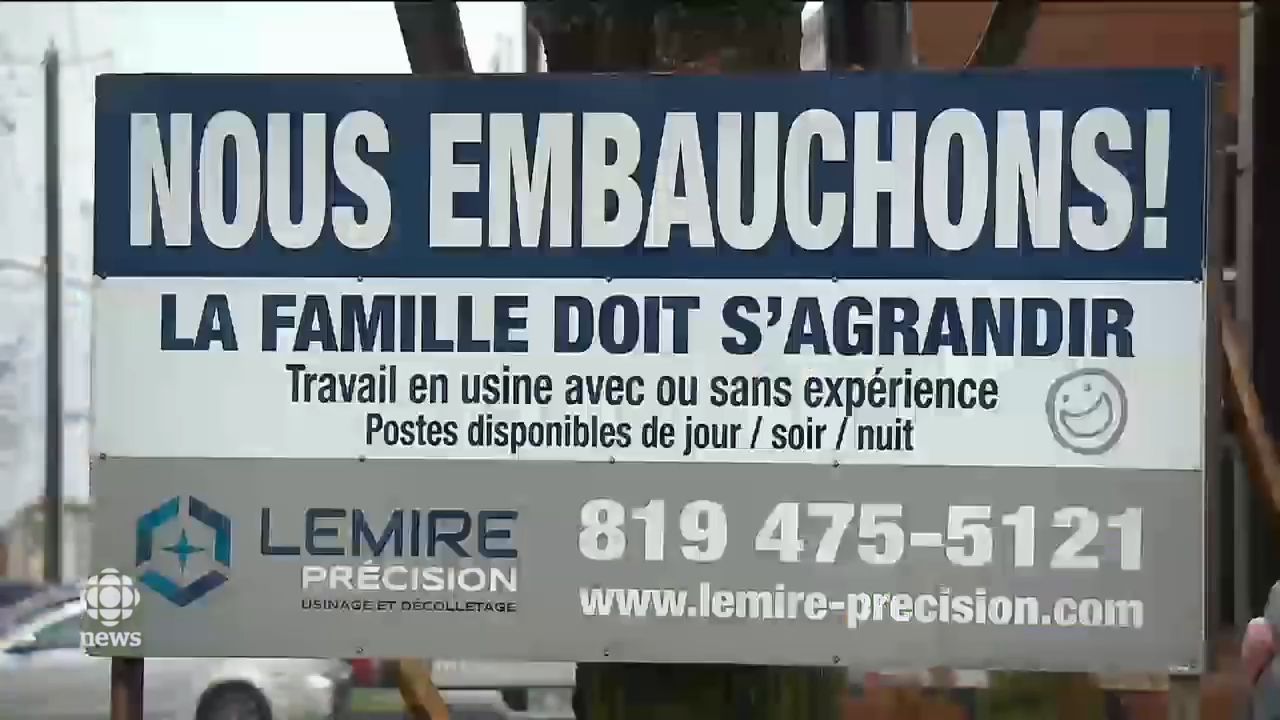 NOUS EMBAUCHONS!
LA FAMILLE DOIT S'AGRANDIR
Travail en usine avec ou sans expérience
Postes disponibles de jour / soir / nuit
LEMIRE
PRÉCISION
USINAGE ET DÉCOLLETAGE
819 475-5121
www.lemire-precision.com
news